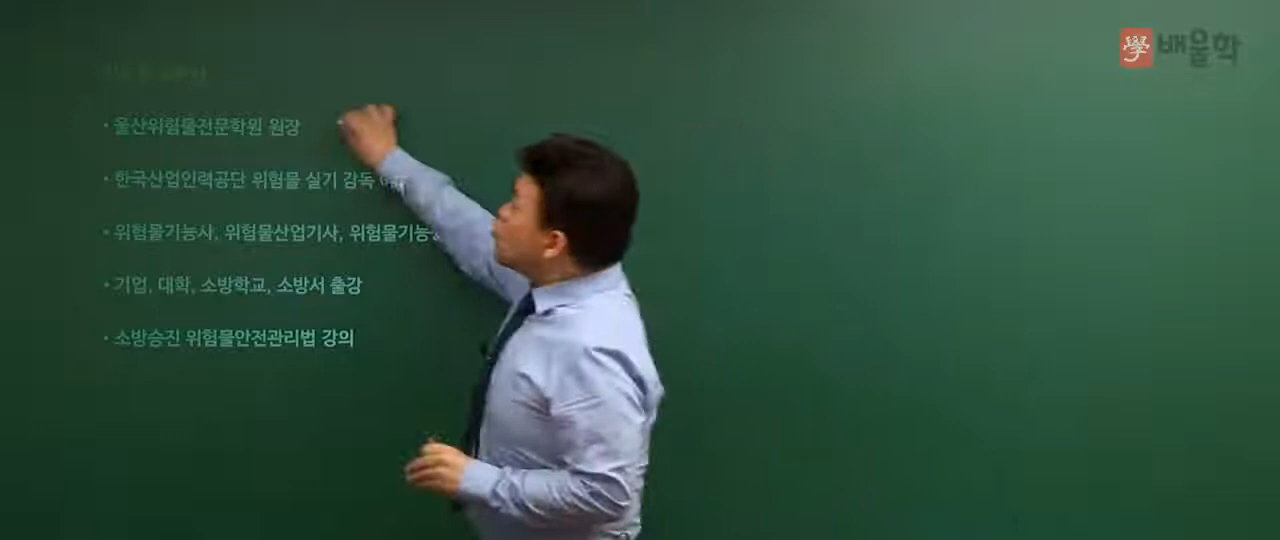 學 배울학
· 울산위험물전문학원 원장
· 한국산업인력공단 위험물 실기 감독
· 위험물기능사, 위험물산업기사, 위험물기능
· 기업, 대학, 소방학교, 소방서 출강
· 소방승진 위험물안전관리법 강의